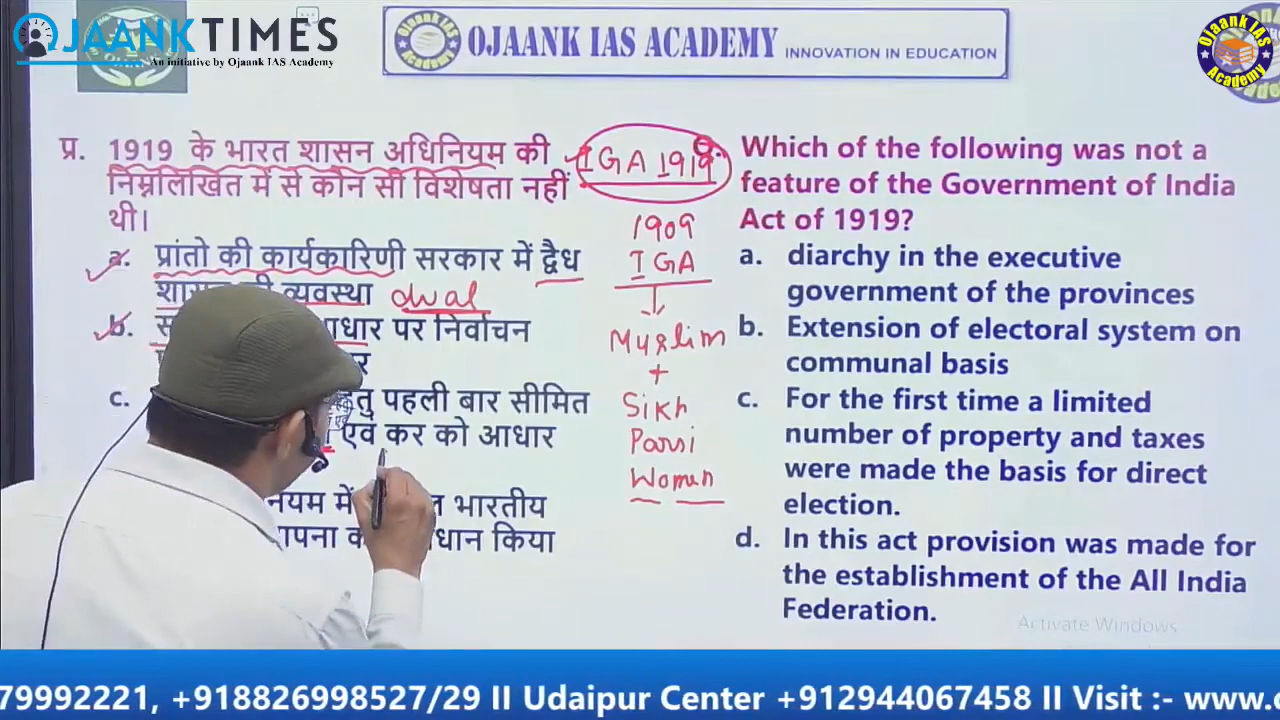 OJAANKTIMES
An initiative by Ojaank IAS Academy
OJAANK IAS ACADEMY INNOVATION IN EDUCATION
Ojaank IAS
Academy
प्र. 1919 के भारत शासन अधिनियम की
निम्नलिखित में से कौन सी विशेषता नहीं
थी।
a. प्रांतो की कार्यकारिणी सरकार में द्वैध
व्यवस्था dual
b. पर निर्वाचन
c. पहली बार सीमित
एवं कर को आधार
भारतीय
किया
IGA 1919
1909
IGA
Muslim
+
Sikh
Parsi
Women
Which of the following was not a
feature of the Government of India
Act of 1919?
a. diarchy in the executive
government of the provinces
b. Extension of electoral system on
communal basis
c. For the first time a limited
number of property and taxes
were made the basis for direct
election.
d. In this act provision was made for
the establishment of the All India
Federation.
Activate Windows
79992221, +918826998527/29 II Udaipur Center +912944067458 II Visit :- www.